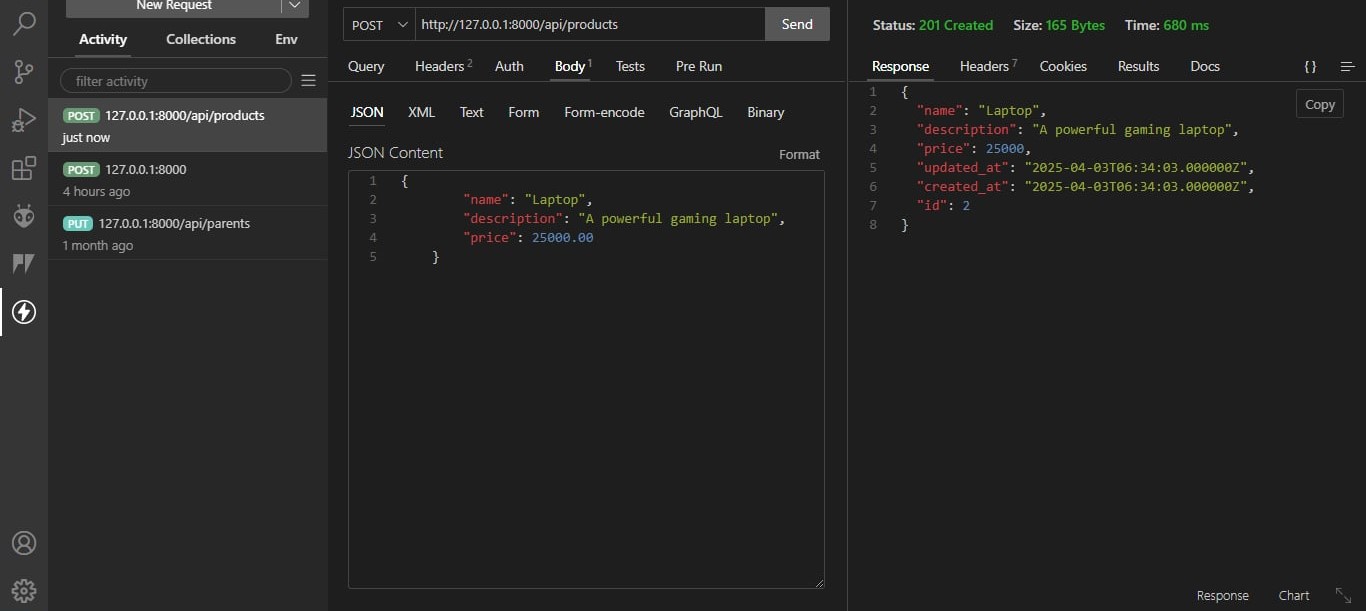 New Request
Activity Collections Env
filter activity
POST 127.0.0.1:8000/api/products
just now
POST 127.0.0.1:8000
4 hours ago
PUT 127.0.0.1:8000/api/parents
1 month ago
POST http://127.0.0.1:8000/api/products Send
Query Headers 2 Auth Body 1 Tests Pre Run
JSON XML Text Form Form-encode GraphQL Binary
JSON Content Format
1 {
2 "name": "Laptop",
3 "description": "A powerful gaming laptop",
4 "price": 25000.00
5 }
Status: 201 Created Size: 165 Bytes Time: 680 ms
Response Headers 7 Cookies Results Docs {}
Copy
1 {
2 "name": "Laptop",
3 "description": "A powerful gaming laptop",
4 "price": 25000,
5 "updated_at": "2025-04-03T06:34:03.000000Z",
6 "created_at": "2025-04-03T06:34:03.000000Z",
7 "id": 2
8 }
Response Chart